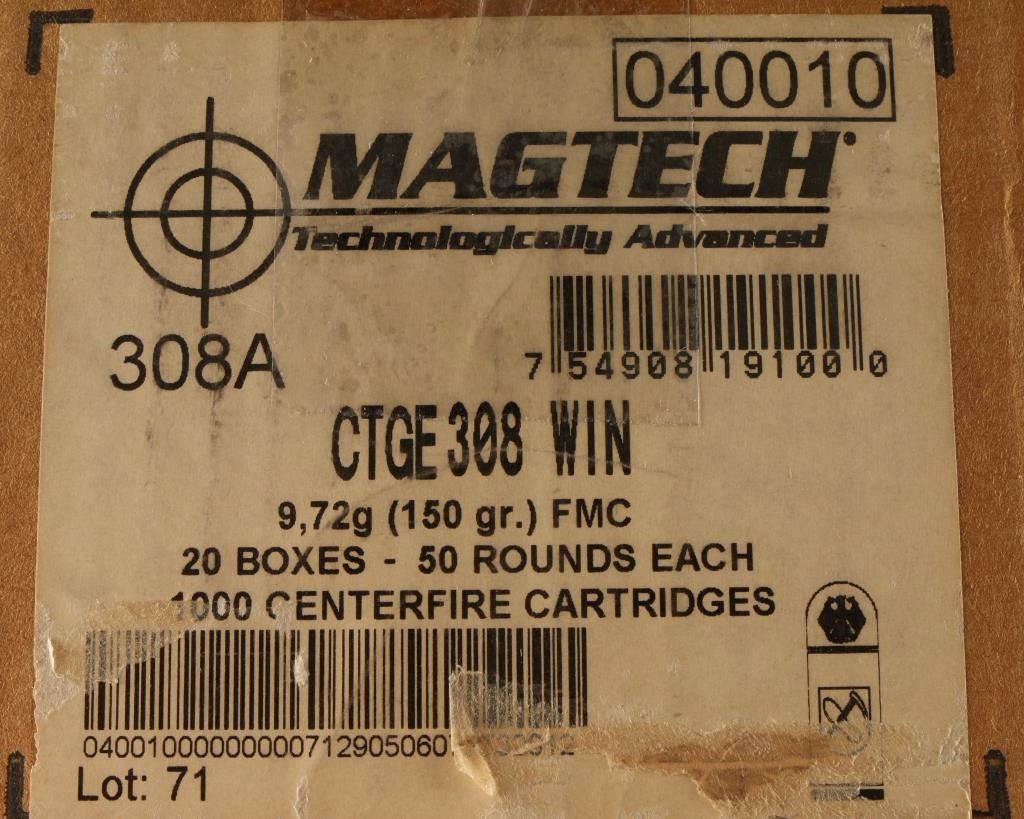 040010
MAGTECH
Technologically Advanced
308A
7 54908 19100 0
CTGE 308 WIN
9,72g (150 gr.) FMC
20 BOXES - 50 ROUNDS EACH
1000 CENTERFIRE CARTRIDGES
Lot: 71